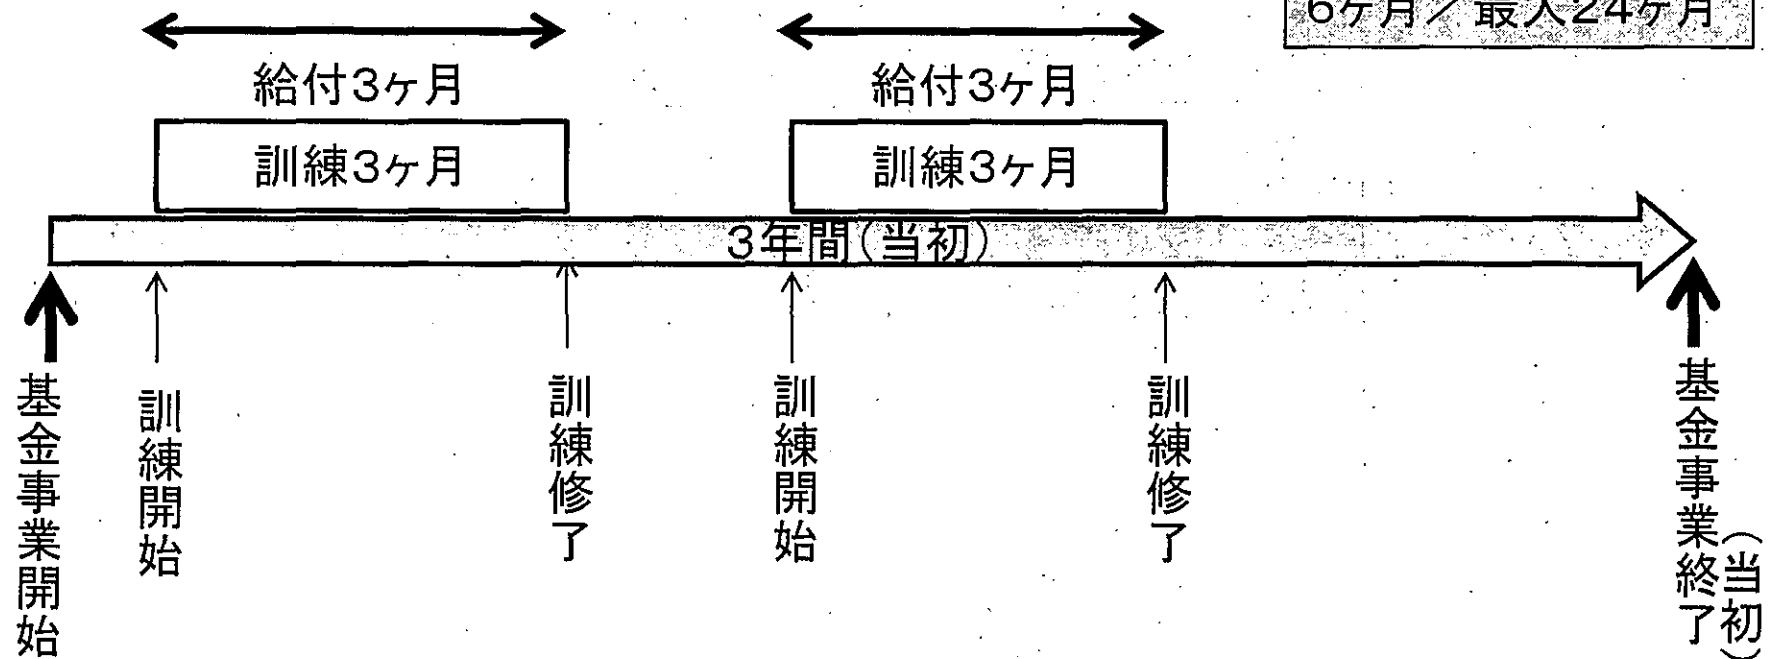 6ヶ月／最大24ヶ月
給付3ヶ月
給付3ヶ月
訓練3ヶ月
訓練3ヶ月
3年間(当初)
基金事業開始
訓練開始
訓練修了
訓練開始
訓練修了
基金事業終了
(当初)